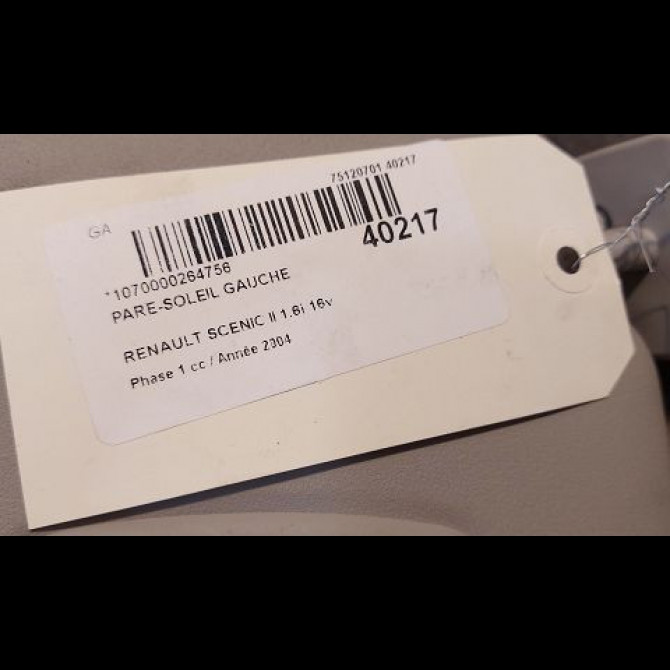 75120701 40217
GA
40217
*1070000264756
PARE-SOLEIL GAUCHE
RENAULT SCENIC II 1.6i 16v
Phase 1 cc / Année 2304